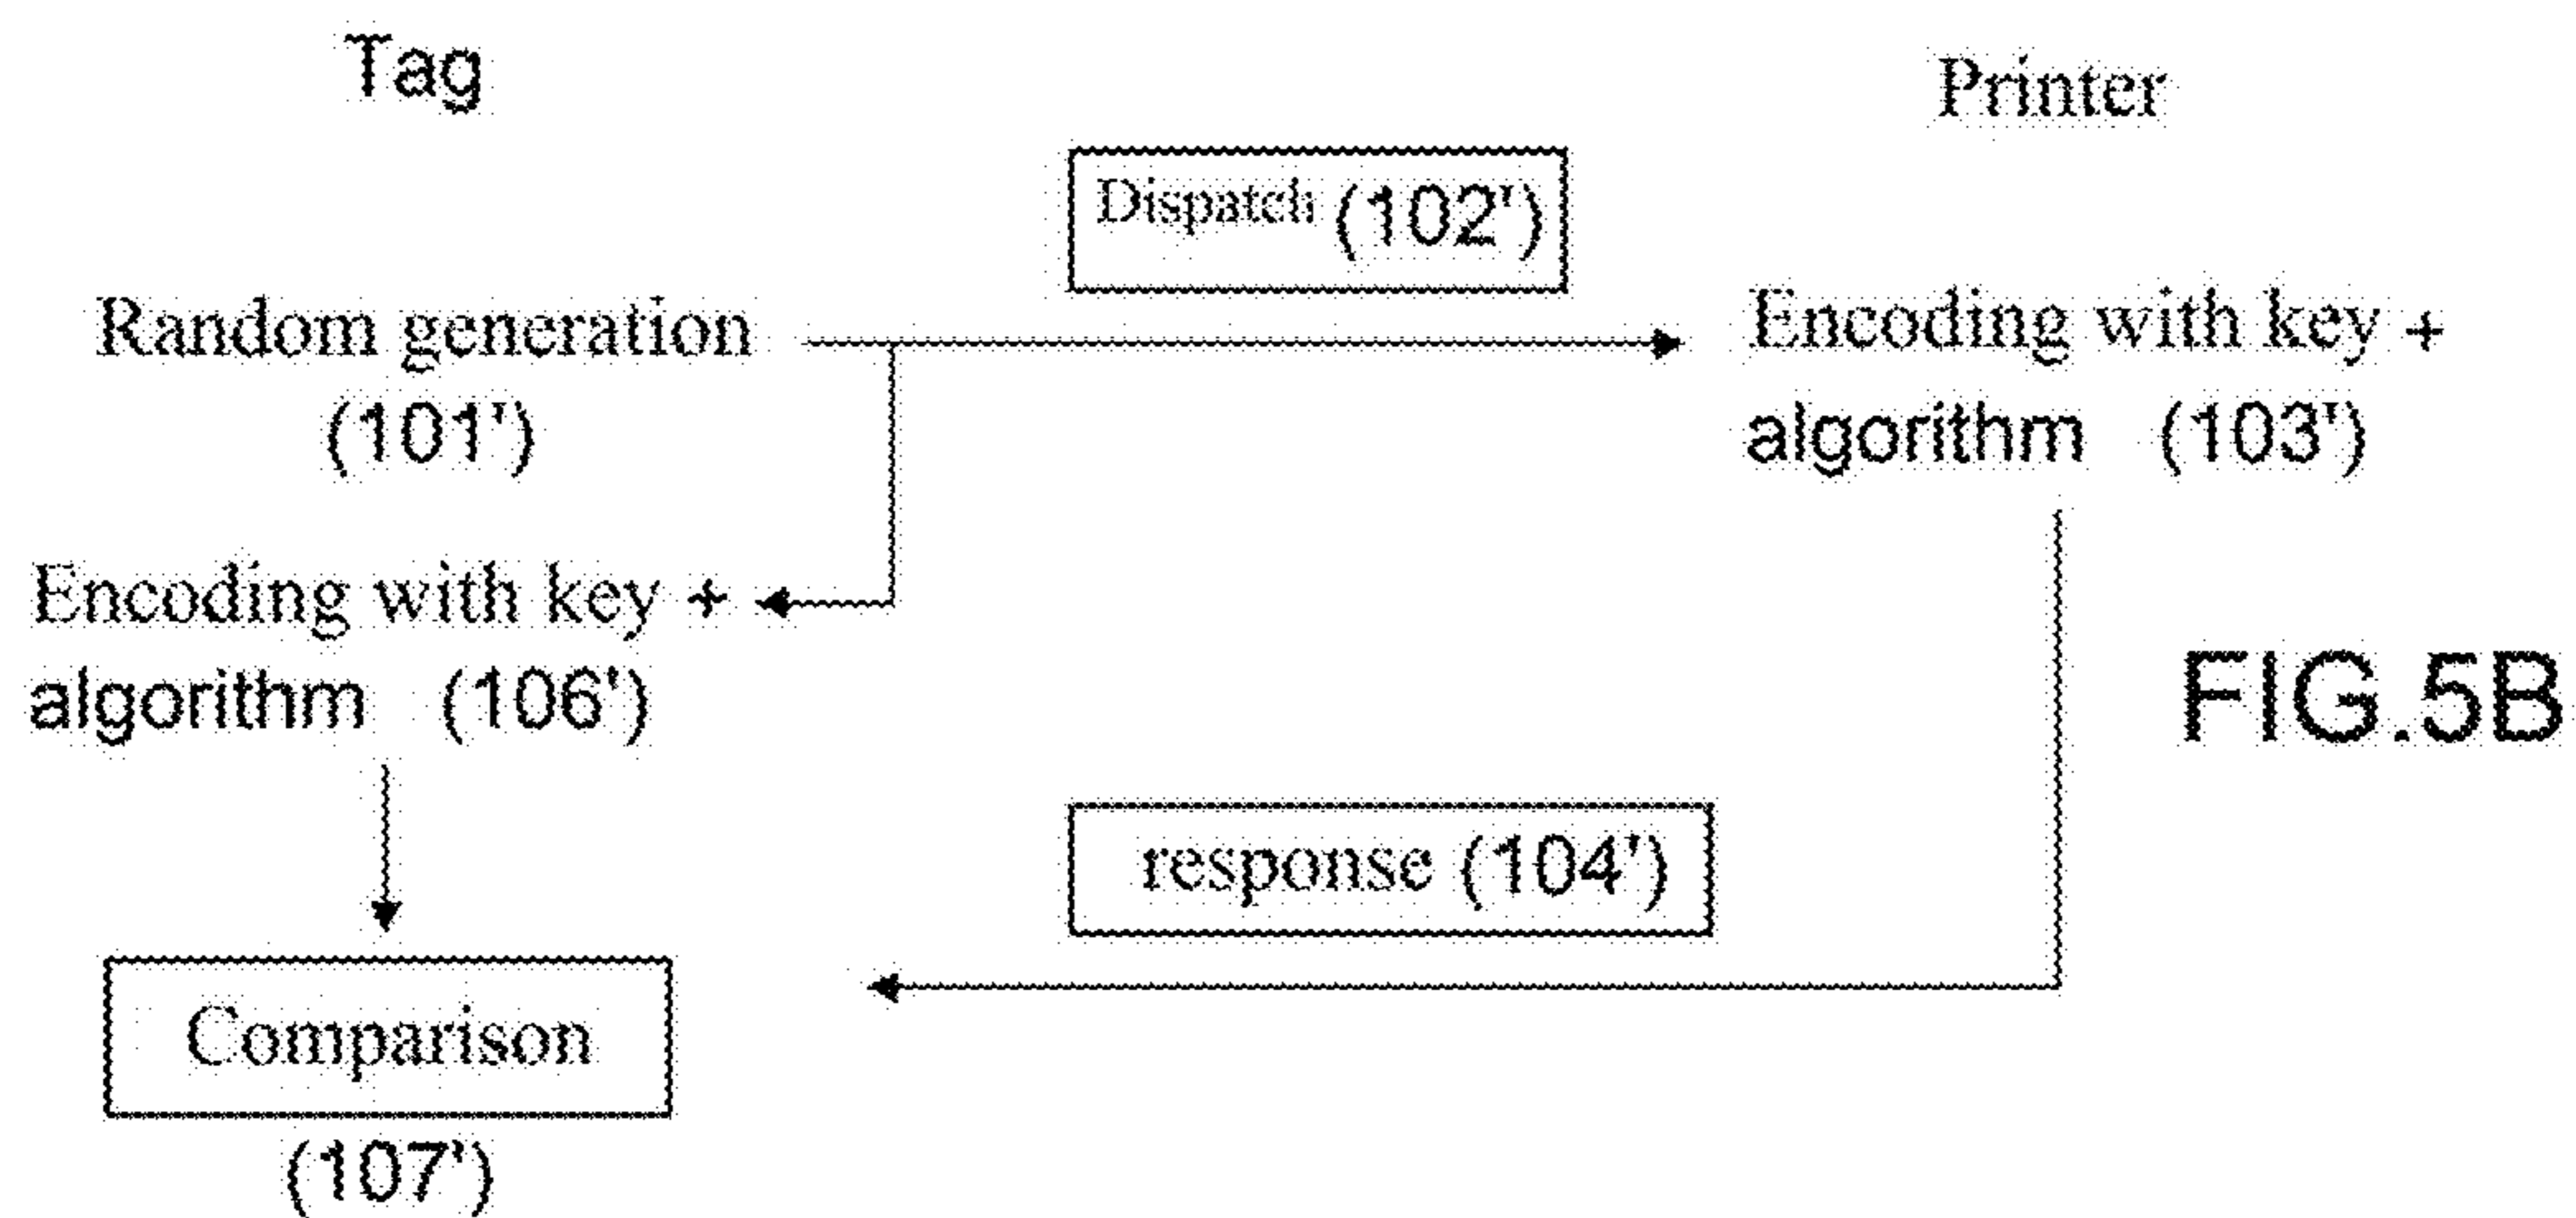 Tag
Printer
Dispatch (102')
Random generation
(101')
Encoding with key +
algorithm (103')
Encoding with key +
algorithm (106')
FIG.5B
response (104')
Comparison
(107')